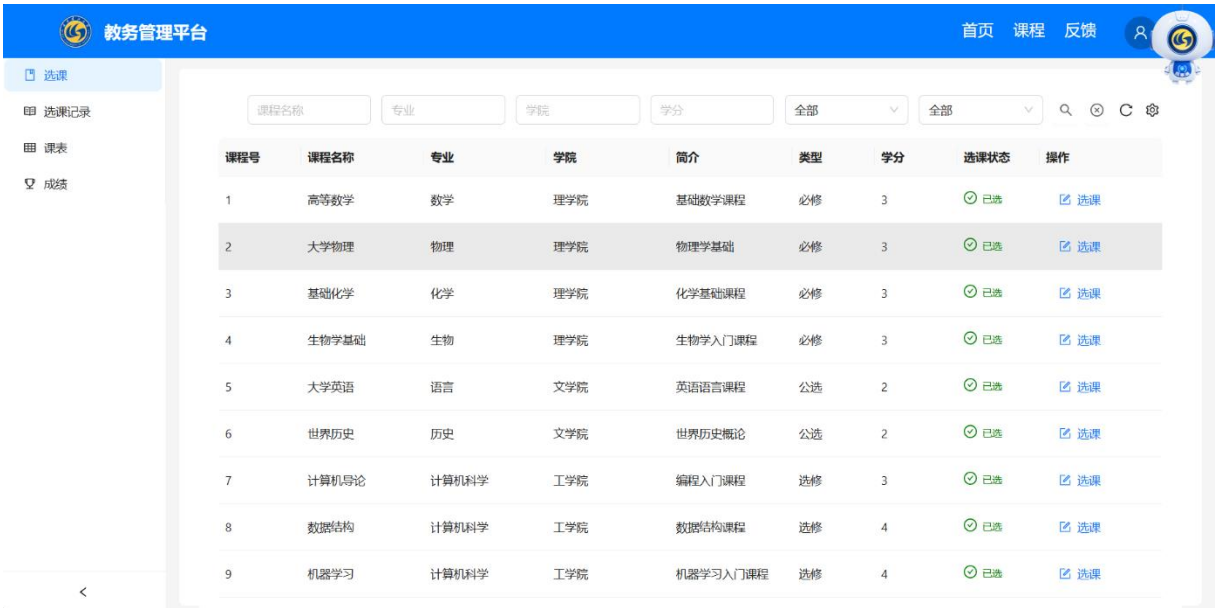 教务管理平台 首页 课程 反馈
选课
选课记录
课表
成绩
课程名称 专业 学院 学分 全部 全部
课程号 课程名称 专业 学院 简介 类型 学分 选课状态 操作
1 高等数学 数学 理学院 基础数学课程 必修 3 已选 选课
2 大学物理 物理 理学院 物理学基础 必修 3 已选 选课
3 基础化学 化学 理学院 化学基础课程 必修 3 已选 选课
4 生物学基础 生物 理学院 生物学入门课程 必修 3 已选 选课
5 大学英语 语言 文学院 英语语言课程 公选 2 已选 选课
6 世界历史 历史 文学院 世界历史概论 公选 2 已选 选课
7 计算机导论 计算机科学 工学院 编程入门课程 选修 3 已选 选课
8 数据结构 计算机科学 工学院 数据结构课程 选修 4 已选 选课
9 机器学习 计算机科学 工学院 机器学习入门课程 选修 4 已选 选课